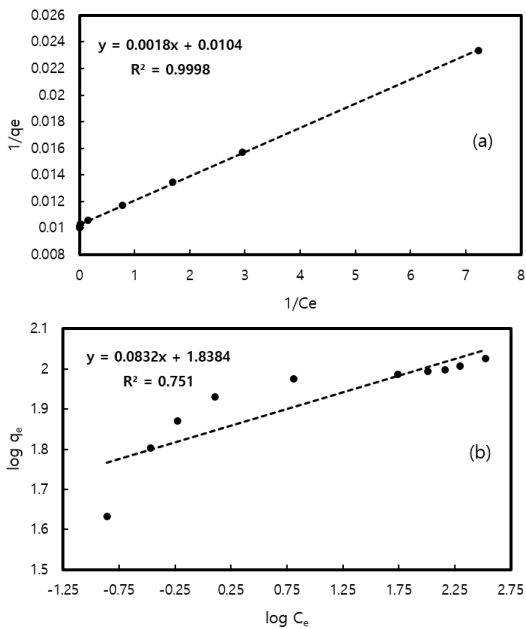 0.026
0.024
0.022
0.02
0.018
0.016
0.014
0.012
0.01
0.008
1/qe
y = 0.0018x + 0.0104
R² = 0.9998
(a)
0 1 2 3 4 5 6 7 8
1/Ce
2.1
2
1.9
1.8
1.7
1.6
1.5
log qₑ
y = 0.0832x + 1.8384
R² = 0.751
(b)
-1.25 -0.75 -0.25 0.25 0.75 1.25 1.75 2.25 2.75
log Cₑ